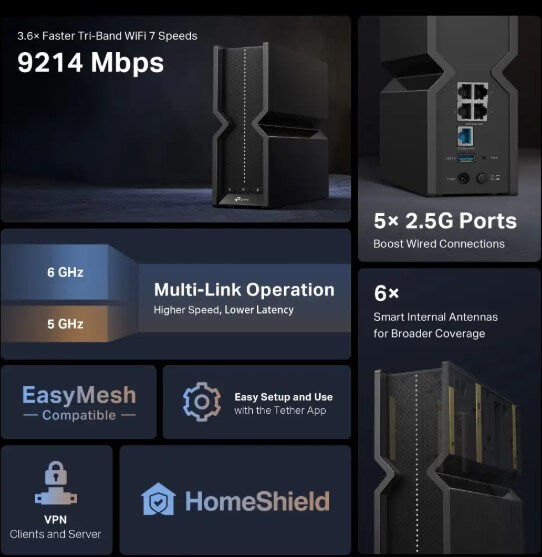 3.6× Faster Tri-Band WiFi 7 Speeds
9214 Mbps
5× 2.5G Ports
Boost Wired Connections
6 GHz
5 GHz
Multi-Link Operation
Higher Speed, Lower Latency
6×
Smart Internal Antennas
for Broader Coverage
EasyMesh
Compatible
Easy Setup and Use
with the Tether App
VPN
Clients and Server
HomeShield